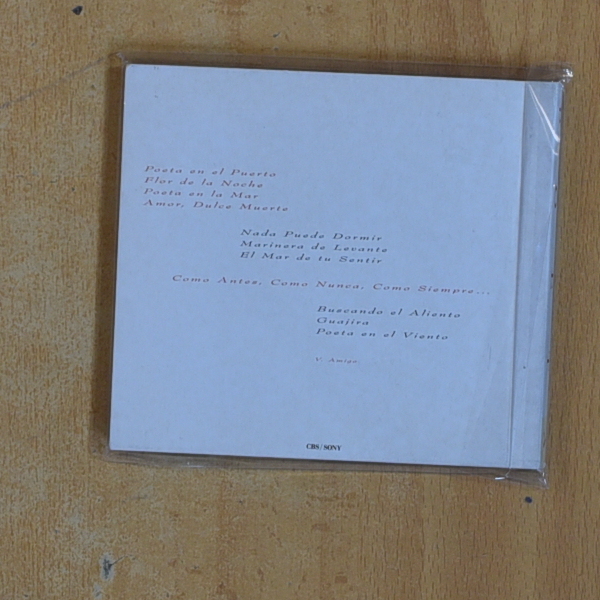 Poeta en el Puerto
Flor de la Noche
Poeta en la Mar
Amor, Dulce Muerte
Nada Puede Dormir
Marinera de Levante
El Mar de tu Sentir
Como Antes, Como Nunca, Como Siempre...
Buscando el Aliento
Guajira
Poeta en el Viento
V. Amigo
CBS/SONY